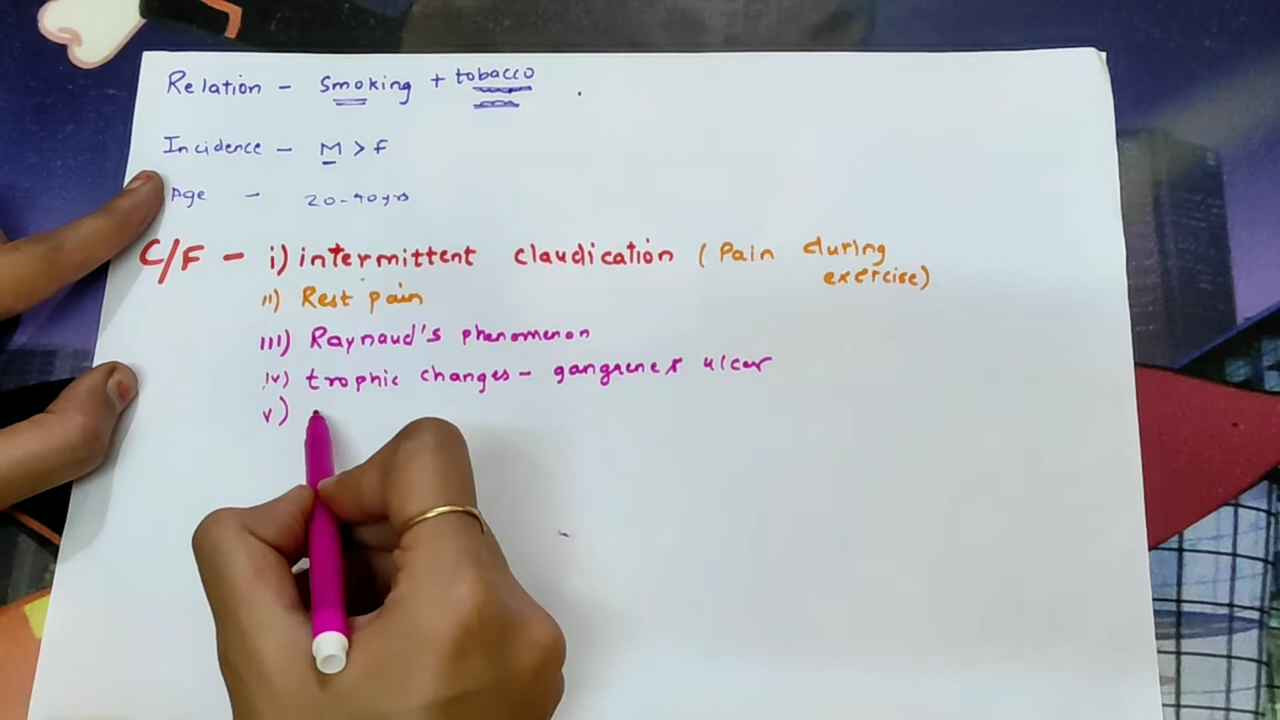 Relation - Smoking + tobacco
Incidence - M > F
Age - 20-40yrs
C/F - i) intermittent claudication (Pain during
exercise)
ii) Rest pain
iii) Raynaud's phenomenon
iv) trophic changes - gangrene & ulcer
v)